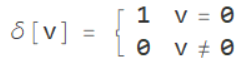 δ[v] = { 1 v = 0
0 v ≠ 0